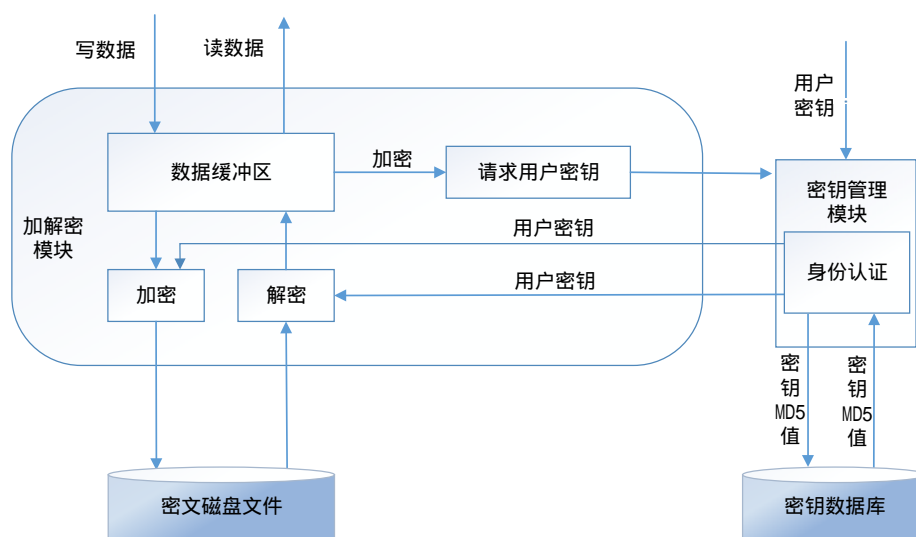 写数据
读数据
用户
密钥
数据缓冲区
加密
请求用户密钥
密钥管理
模块
加解密
模块
用户密钥
身份认证
加密
解密
用户密钥
密
钥
MD5
值
密
钥
MD5
值
密文磁盘文件
密钥数据库